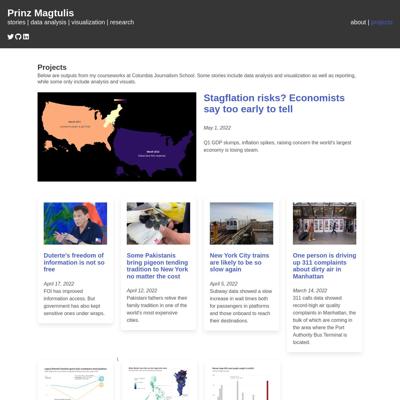 Prinz Magtulis
stories | data analysis | visualization | research
about | projects
Projects
Below are outputs from my courseworks at Columbia Journalism School. Some stories include data analysis and visualization as well as reporting,
while some only include analysis and visuals.
Stagflation risks? Economists
say too early to tell
May 1, 2022
Q1 GDP slumps, inflation spikes, raising concern the world's largest
economy is losing steam.
Duterte's freedom of
information is not so
free
April 17, 2022
FOI has improved
information access. But
government has also kept
sensitive ones under wraps.
Some Pakistanis
bring pigeon tending
tradition to New York
no matter the cost
April 12, 2022
Pakistani fathers relive their
family tradition in one of the
world's most expensive
cities.
New York City trains
are likely to be so
slow again
April 5, 2022
Subway data showed a slow
increase in wait times both
for passengers in platforms
and those onboard to reach
their destinations.
One person is driving
up 311 complaints
about dirty air in
Manhattan
March 14, 2022
311 calls data showed
record-high air quality
complaints in Manhattan, the
bulk of which are coming in
the area where the Port
Authority Bus Terminal is
located.